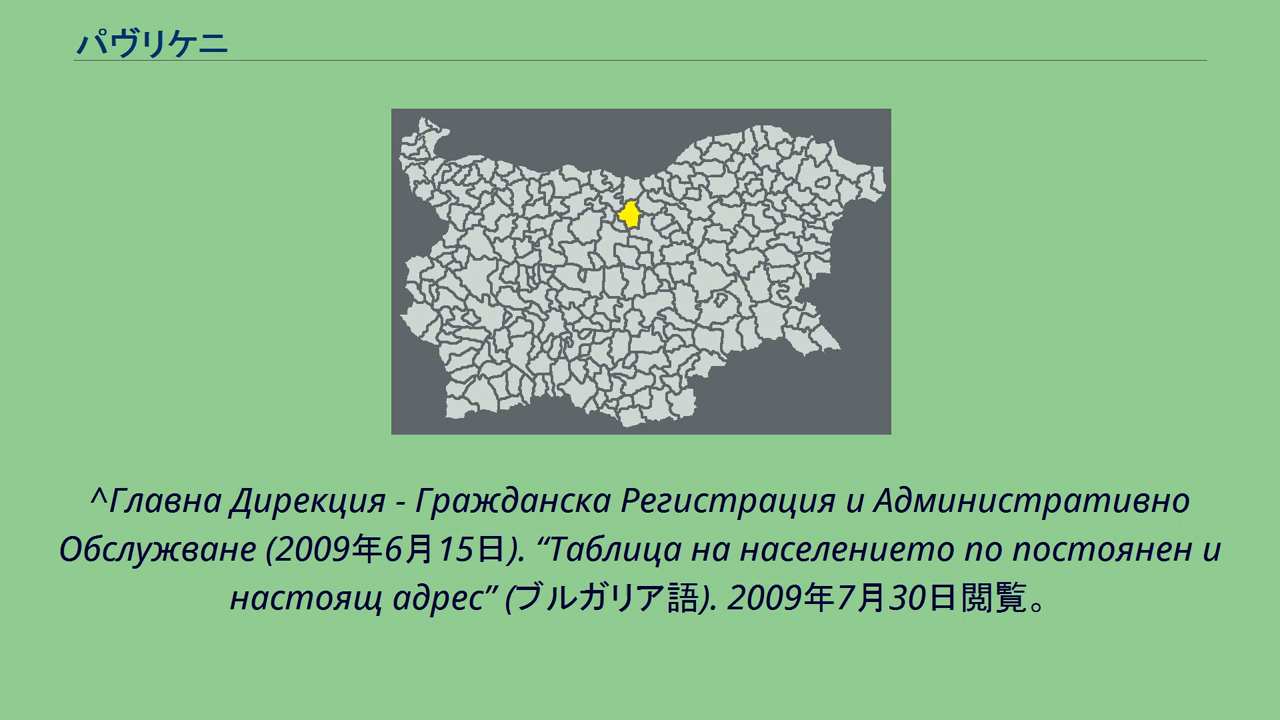 パヴリケニ
^Главна Дирекция - Гражданска Регистрация и Административно
Обслужване (2009年6月15日). “Таблица на населението по постоянен и
настоящ адрес” (ブルガリア語). 2009年7月30日閲覧。